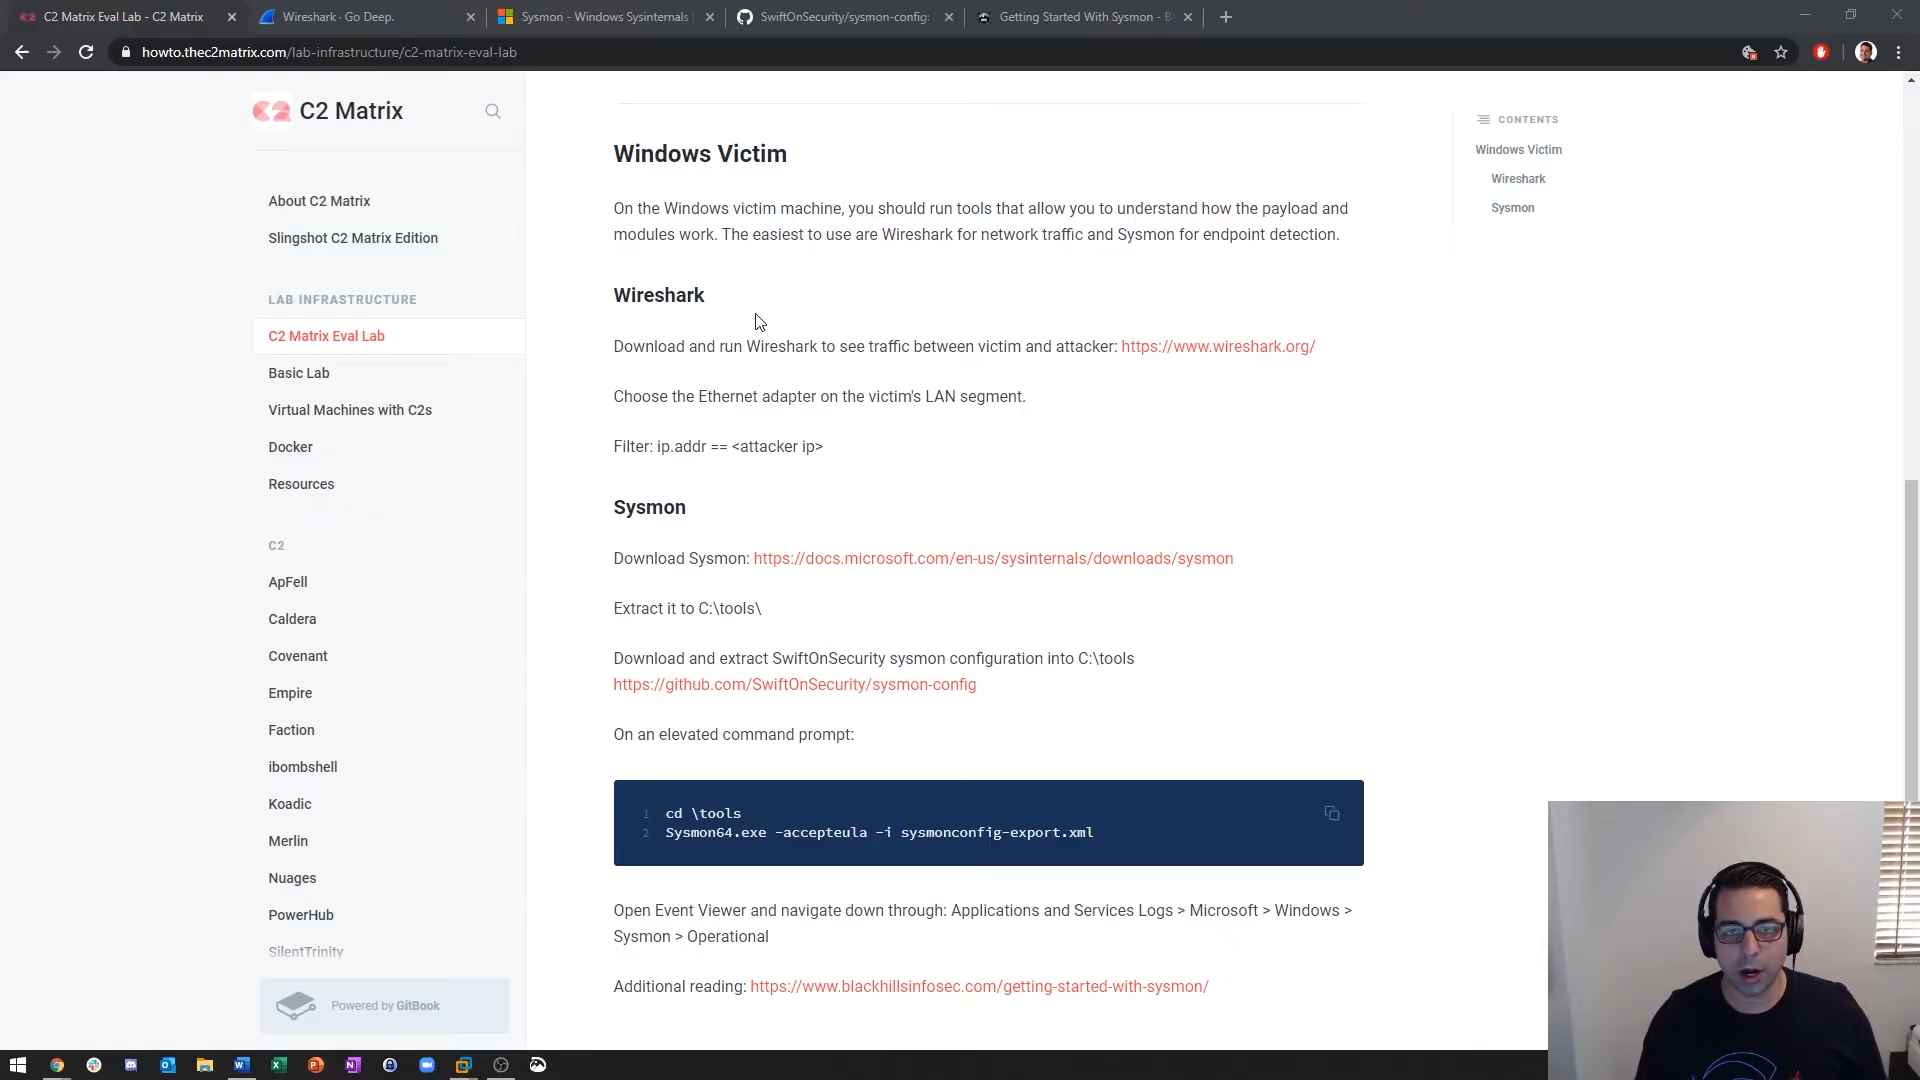 C2 Matrix Eval Lab - C2 Matrix
Wireshark · Go Deep.
Sysmon - Windows Sysinternals
SwiftOnSecurity/sysmon-config:
Getting Started With Sysmon - B
howto.thec2matrix.com/lab-infrastructure/c2-matrix-eval-lab
C2 Matrix
About C2 Matrix
Slingshot C2 Matrix Edition
LAB INFRASTRUCTURE
C2 Matrix Eval Lab
Basic Lab
Virtual Machines with C2s
Docker
Resources
C2
ApFell
Caldera
Covenant
Empire
Faction
ibombshell
Koadic
Merlin
Nuages
PowerHub
SilentTrinity
Powered by GitBook
Windows Victim
On the Windows victim machine, you should run tools that allow you to understand how the payload and
modules work. The easiest to use are Wireshark for network traffic and Sysmon for endpoint detection.
Wireshark
Download and run Wireshark to see traffic between victim and attacker: https://www.wireshark.org/
Choose the Ethernet adapter on the victim's LAN segment.
Filter: ip.addr == <attacker ip>
Sysmon
Download Sysmon: https://docs.microsoft.com/en-us/sysinternals/downloads/sysmon
Extract it to C:\tools\
Download and extract SwiftOnSecurity sysmon configuration into C:\tools
https://github.com/SwiftOnSecurity/sysmon-config
On an elevated command prompt:
1 cd \tools
2 Sysmon64.exe -accepteula -i sysmonconfig-export.xml
Open Event Viewer and navigate down through: Applications and Services Logs > Microsoft > Windows >
Sysmon > Operational
Additional reading: https://www.blackhillsinfosec.com/getting-started-with-sysmon/
CONTENTS
Windows Victim
Wireshark
Sysmon